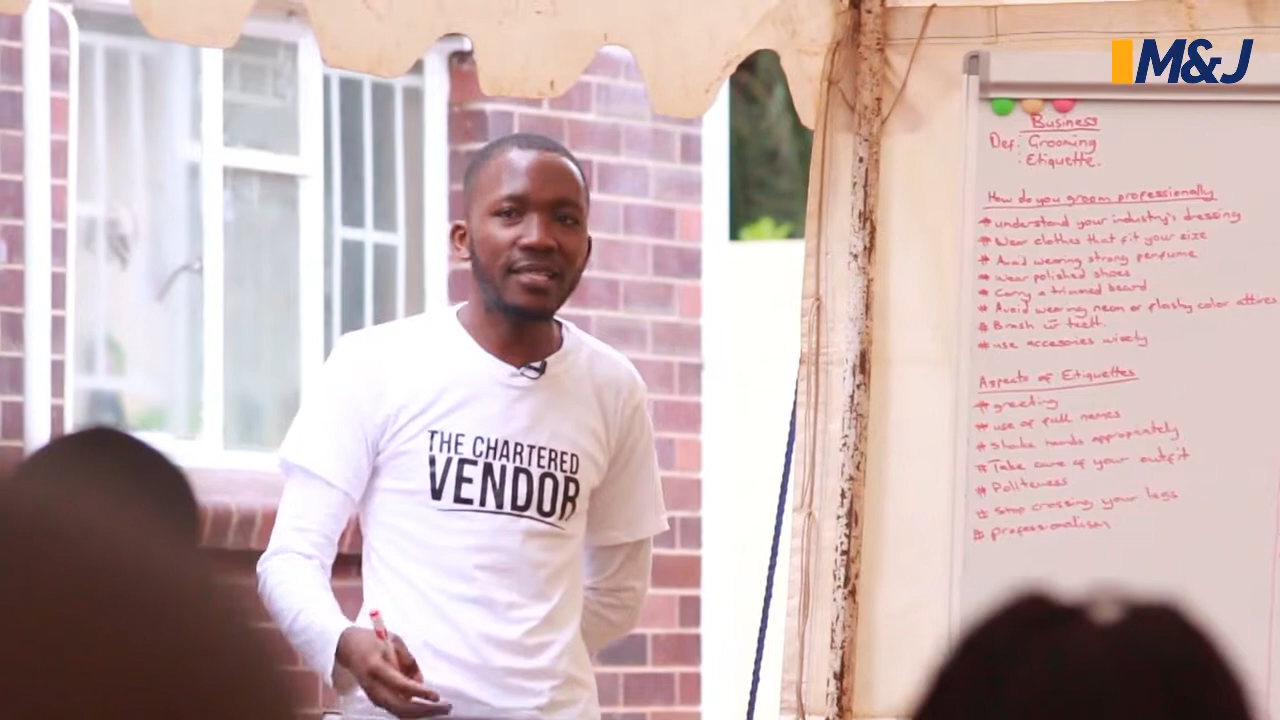 M&J
THE CHARTERED
VENDOR
Business
Def: Grooming
: Etiquette.
How do you groom professionally
# understand your industry's dressing
# Wear clothes that fit your size
# Avoid wearing strong perfume
# Wear polished shoes
# Carry a trimmed beard
# Avoid wearing neon or flashy color attires
# Brush ur teeth.
# use accesories wisely
Aspects of Etiquettes
# greeting
# use of full names
# Shake hands appropriately
# Take care of your outfit
# Politeness
# stop crossing your legs
# professionalism